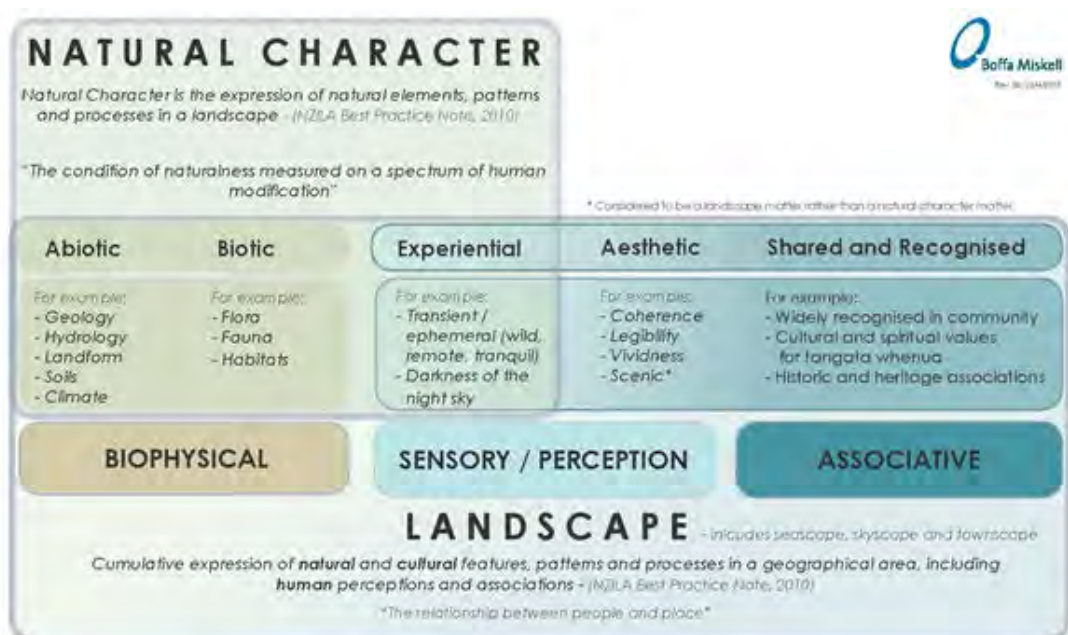 NATURAL CHARACTER
Natural Character is the expression of natural elements, patterns
and processes in a landscape - (NZILA Best Practice Note, 2010)
"The condition of naturalness measured on a spectrum of human
modification"
Boffa Miskell
* Considered to be a landscape matter rather than a natural character matter
Abiotic
For example:
- Geology
- Hydrology
- Landform
- Soils
- Climate
Biotic
For example:
- Flora
- Fauna
- Habitats
Experiential
For example:
- Transient /
ephemeral (wild,
remote, tranquil)
- Darkness of the
night sky
Aesthetic
For example:
- Coherence
- Legibility
- Vividness
- Scenic*
Shared and Recognised
For example:
- Widely recognised in community
- Cultural and spiritual values
for tangata whenua
- Historic and heritage associations
BIOPHYSICAL
SENSORY / PERCEPTION
ASSOCIATIVE
LANDSCAPE - includes seascape, skyscape and townscape
Cumulative expression of natural and cultural features, patterns and processes in a geographical area, including
human perceptions and associations - (NZILA Best Practice Note, 2010)
"The relationship between people and place"